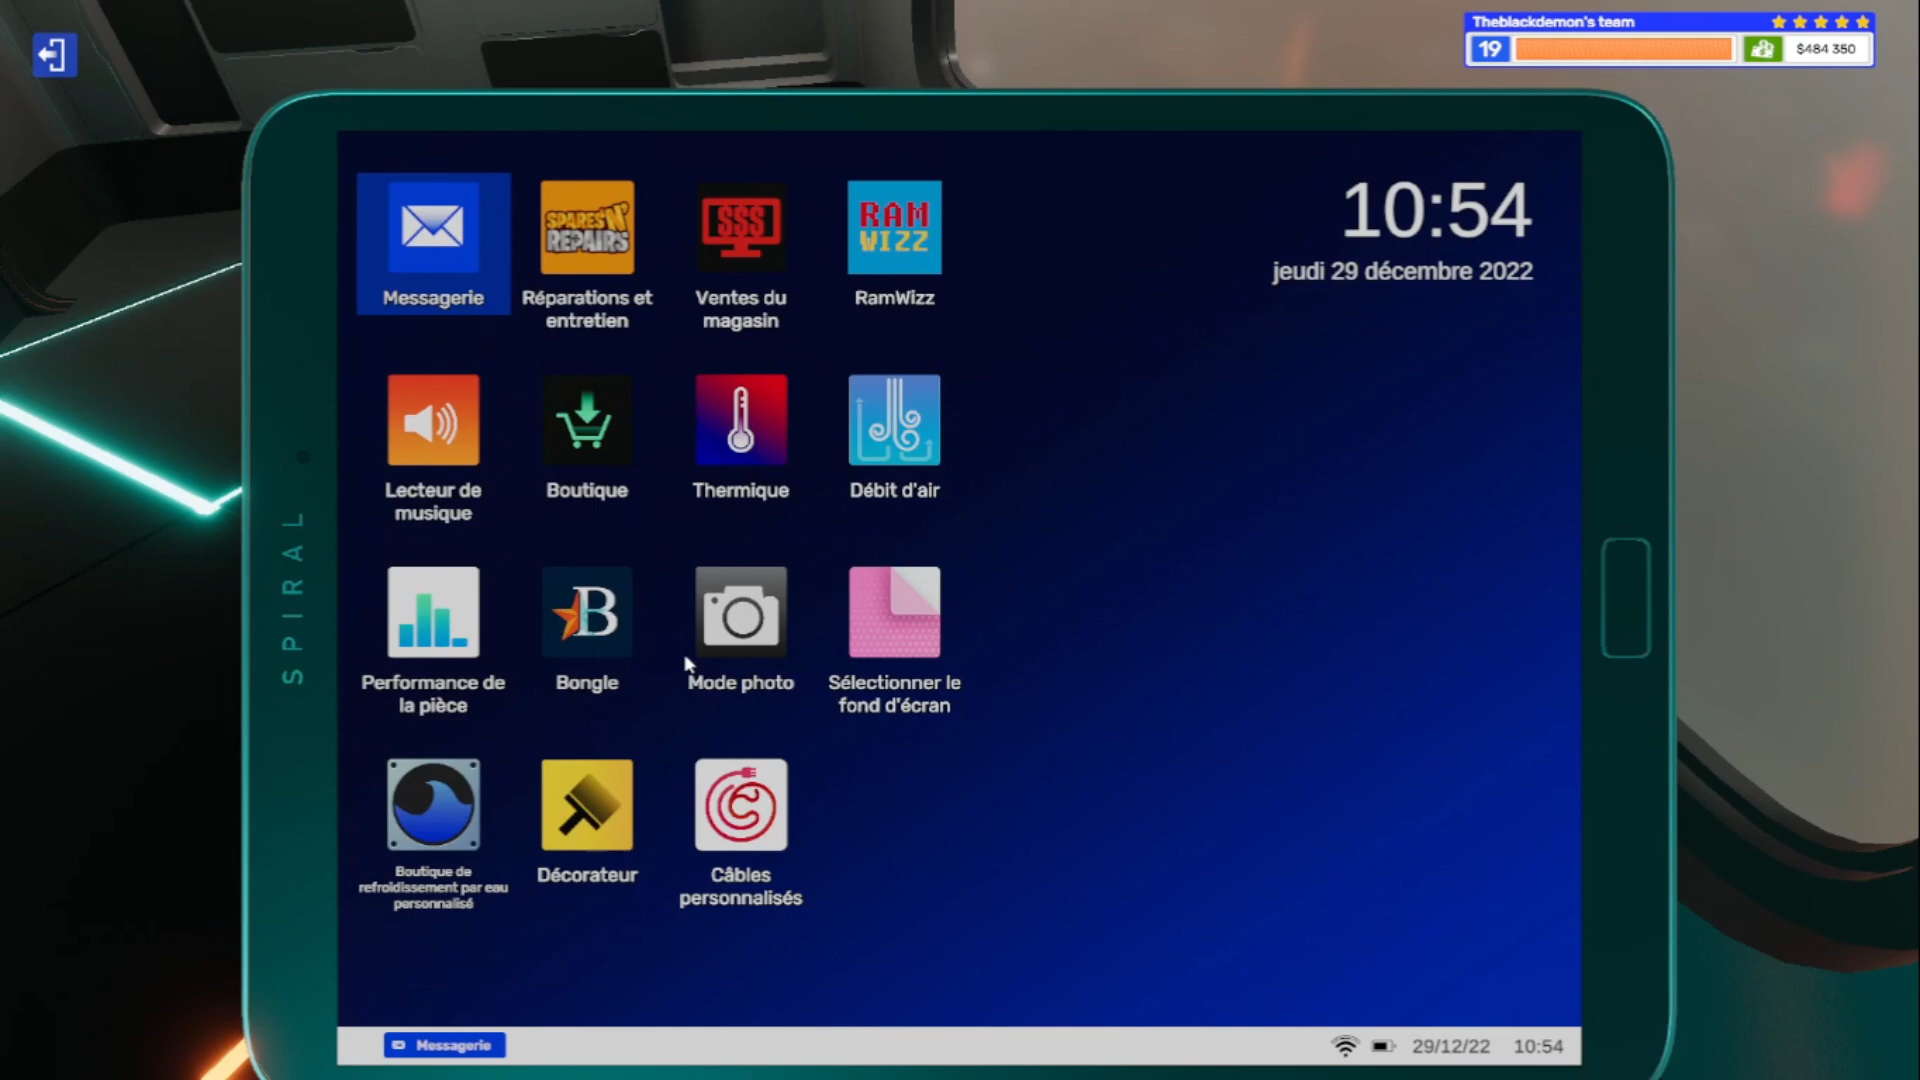 Theblackdemon's team
19
$484 350
10:54
jeudi 29 décembre 2022
SPARES N' REPAIRS
SSS
RAM WIZZ
Messagerie
Réparations et
entretien
Ventes du
magasin
RamWizz
Lecteur de
musique
Boutique
Thermique
Débit d'air
B
Performance de
la pièce
Bongle
Mode photo
Sélectionner le
fond d'écran
Boutique de
refroidissement par eau
personnalisé
Décorateur
Câbles
personnalisés
SPIRAL
Messagerie
29/12/22
10:54